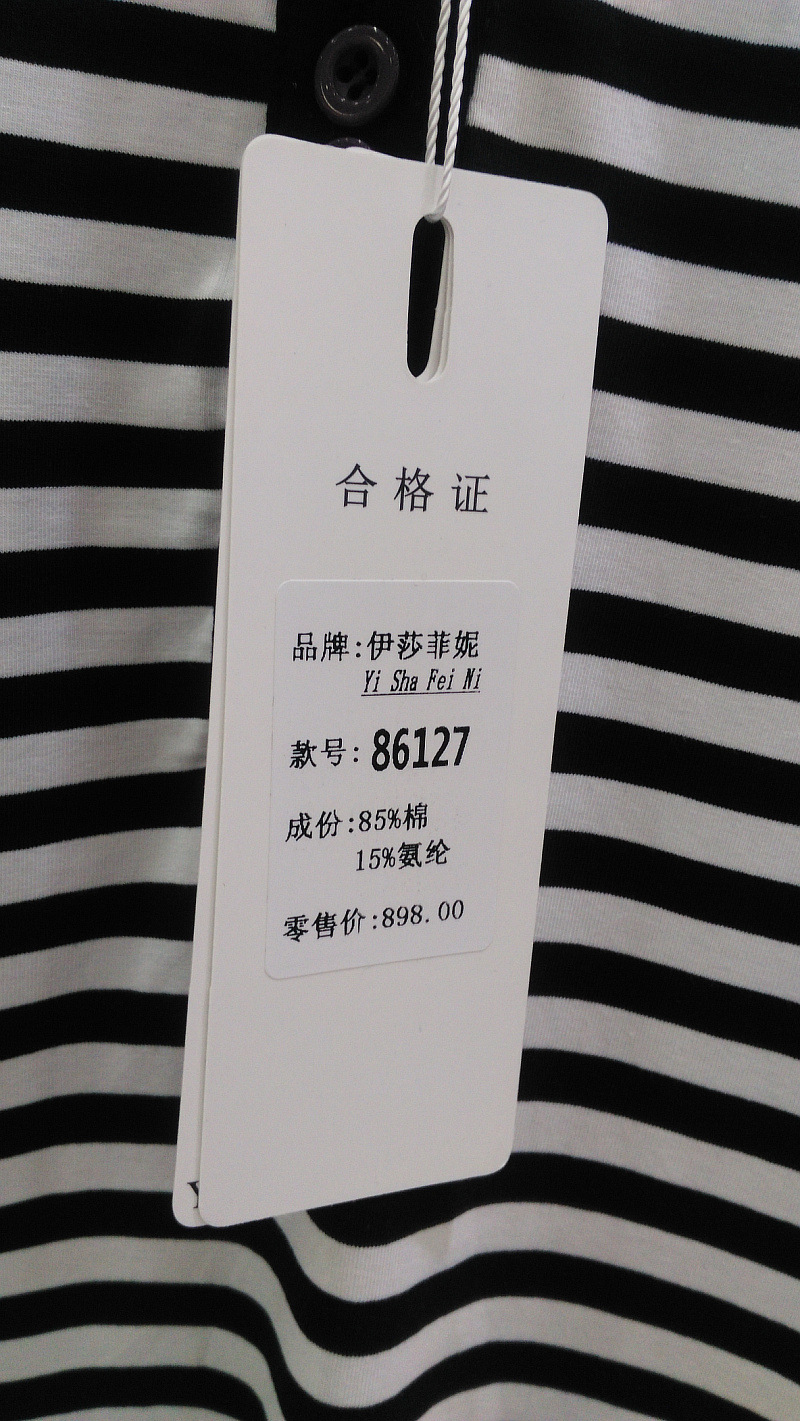 合格证
品牌:伊莎菲妮
Yi Sha Fei Ni
款号:86127
成份:85%棉
15%氨纶
零售价:898.00